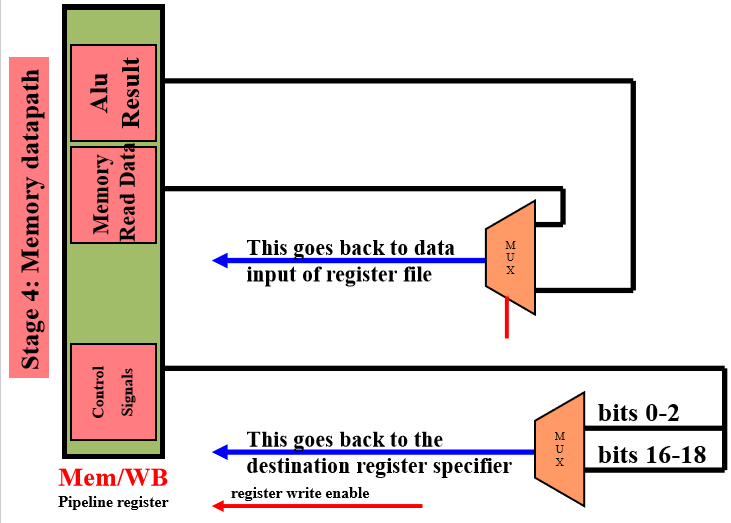 Stage 4: Memory datapath
Alu
Result
Memory
Read Data
Control
Signals
Mem/WB
Pipeline register
This goes back to data
input of register file
M
U
X
This goes back to the
destination register specifier
M
U
X
bits 0-2
bits 16-18
register write enable